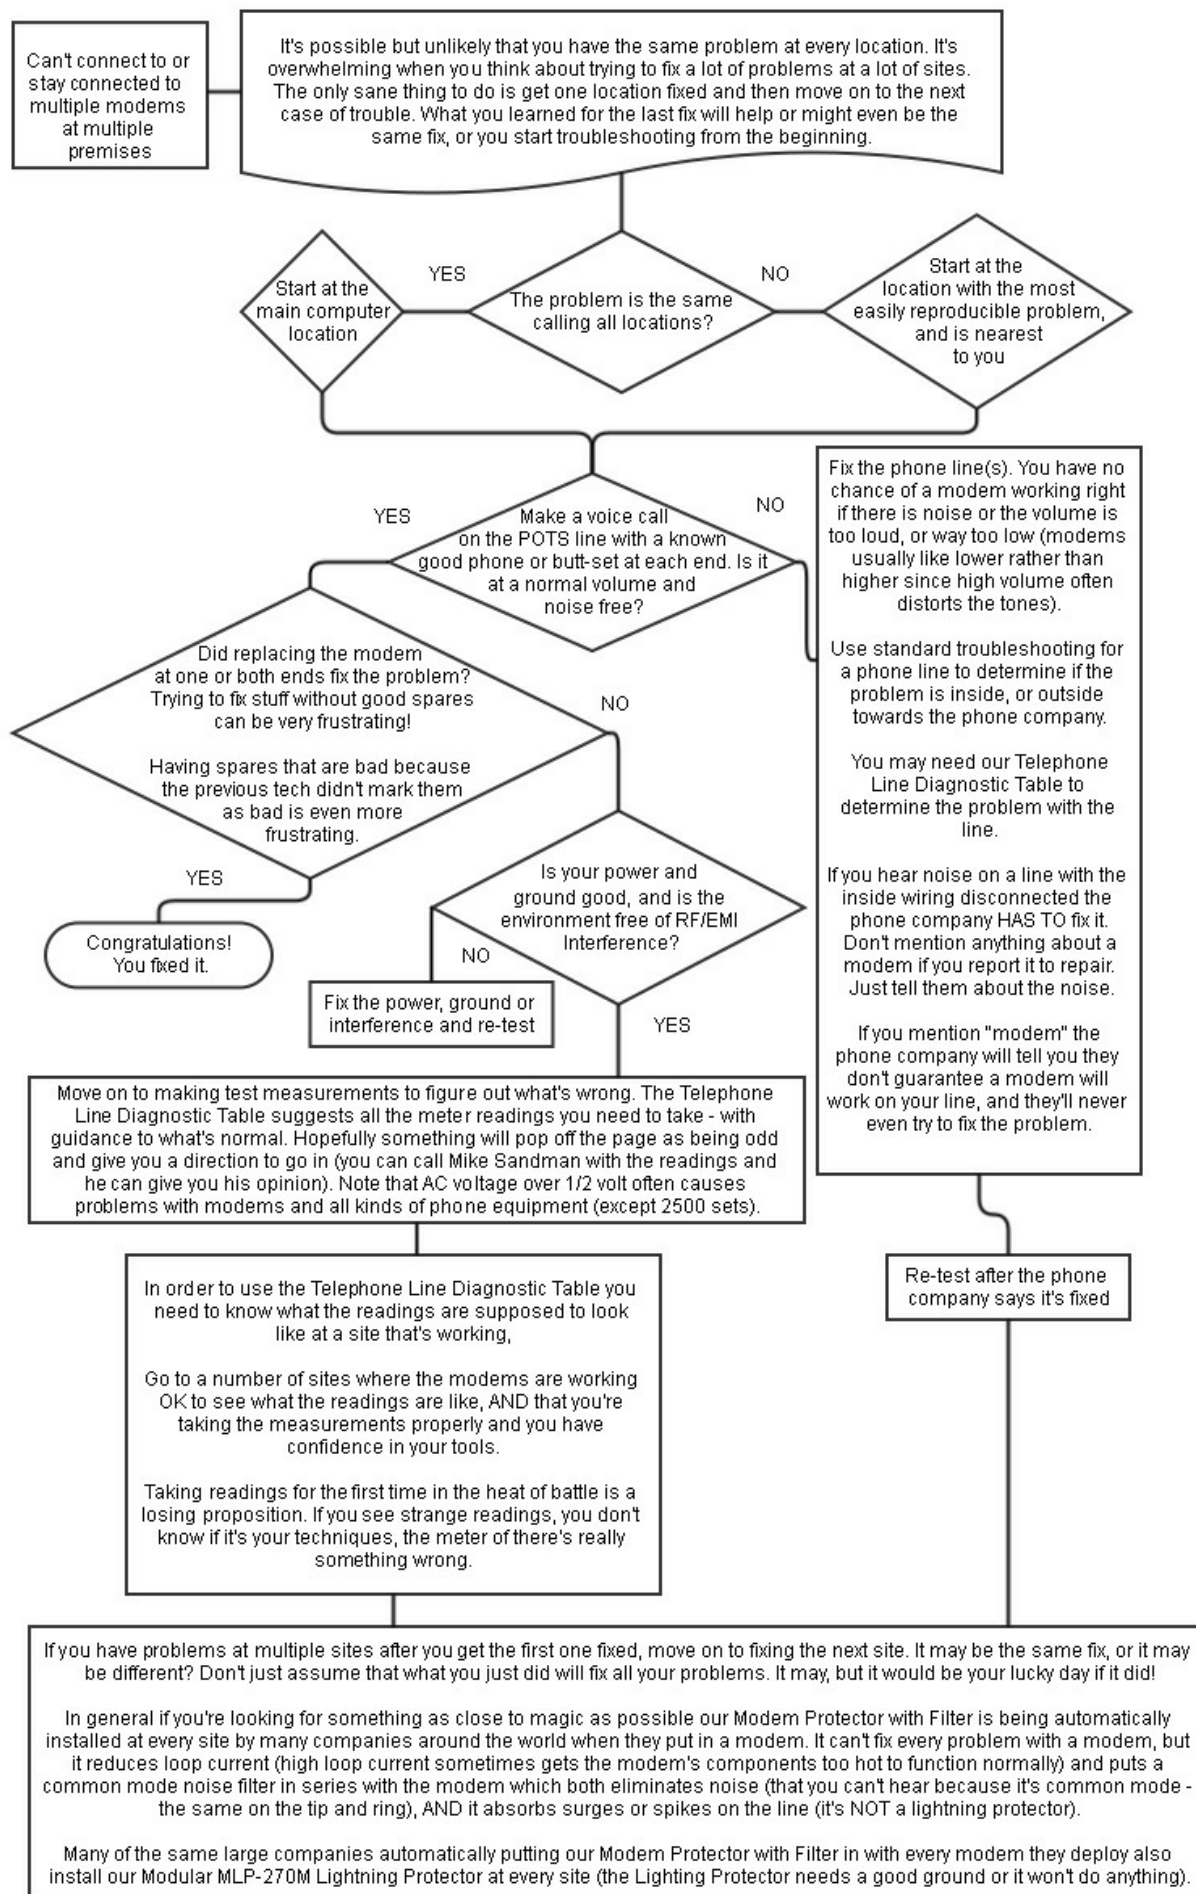 Can't connect to or
stay connected to
multiple modems
at multiple
premises
It's possible but unlikely that you have the same problem at every location. It's
overwhelming when you think about trying to fix a lot of problems at a lot of sites.
The only sane thing to do is get one location fixed and then move on to the next
case of trouble. What you learned for the last fix will help or might even be the
same fix, or you start troubleshooting from the beginning.
Start at the
main computer
location
YES
The problem is the same
calling all locations?
NO
Start at the
location with the most
easily reproducible problem,
and is nearest
to you
YES
Make a voice call
on the POTS line with a known
good phone or butt-set at each end. Is it
at a normal volume and
noise free?
NO
Fix the phone line(s). You have no
chance of a modem working right
if there is noise or the volume is
too loud, or way too low (modems
usually like lower rather than
higher since high volume often
distorts the tones).
Use standard troubleshooting for
a phone line to determine if the
problem is inside, or outside
towards the phone company.
You may need our Telephone
Line Diagnostic Table to
determine the problem with the
line.
If you hear noise on a line with the
inside wiring disconnected the
phone company HAS TO fix it.
Don't mention anything about a
modem if you report it to repair.
Just tell them about the noise.
If you mention "modem" the
phone company will tell you they
don't guarantee a modem will
work on your line, and they'll never
even try to fix the problem.
Did replacing the modem
at one or both ends fix the problem?
Trying to fix stuff without good spares
can be very frustrating!
Having spares that are bad because
the previous tech didn't mark them
as bad is even more
frustrating.
NO
YES
Congratulations!
You fixed it.
Is your power and
ground good, and is the
environment free of RF/EMI
Interference?
NO
Fix the power, ground or
interference and re-test
YES
Move on to making test measurements to figure out what's wrong. The Telephone
Line Diagnostic Table suggests all the meter readings you need to take - with
guidance to what's normal. Hopefully something will pop off the page as being odd
and give you a direction to go in (you can call Mike Sandman with the readings and
he can give you his opinion). Note that AC voltage over 1/2 volt often causes
problems with modems and all kinds of phone equipment (except 2500 sets).
In order to use the Telephone Line Diagnostic Table you
need to know what the readings are supposed to look
like at a site that's working,
Go to a number of sites where the modems are working
OK to see what the readings are like, AND that you're
taking the measurements properly and you have
confidence in your tools.
Taking readings for the first time in the heat of battle is a
losing proposition. If you see strange readings, you don't
know if it's your techniques, the meter of there's really
something wrong.
Re-test after the phone
company says it's fixed
If you have problems at multiple sites after you get the first one fixed, move on to fixing the next site. It may be the same fix, or it may
be different? Don't just assume that what you just did will fix all your problems. It may, but it would be your lucky day if it did!
In general if you're looking for something as close to magic as possible our Modem Protector with Filter is being automatically
installed at every site by many companies around the world when they put in a modem. It can't fix every problem with a modem, but
it reduces loop current (high loop current sometimes gets the modem's components too hot to function normally) and puts a
common mode noise filter in series with the modem which both eliminates noise (that you can't hear because it's common mode -
the same on the tip and ring), AND it absorbs surges or spikes on the line (it's NOT a lightning protector).
Many of the same large companies automatically putting our Modem Protector with Filter in with every modem they deploy also
install our Modular MLP-270M Lightning Protector at every site (the Lighting Protector needs a good ground or it won't do anything).